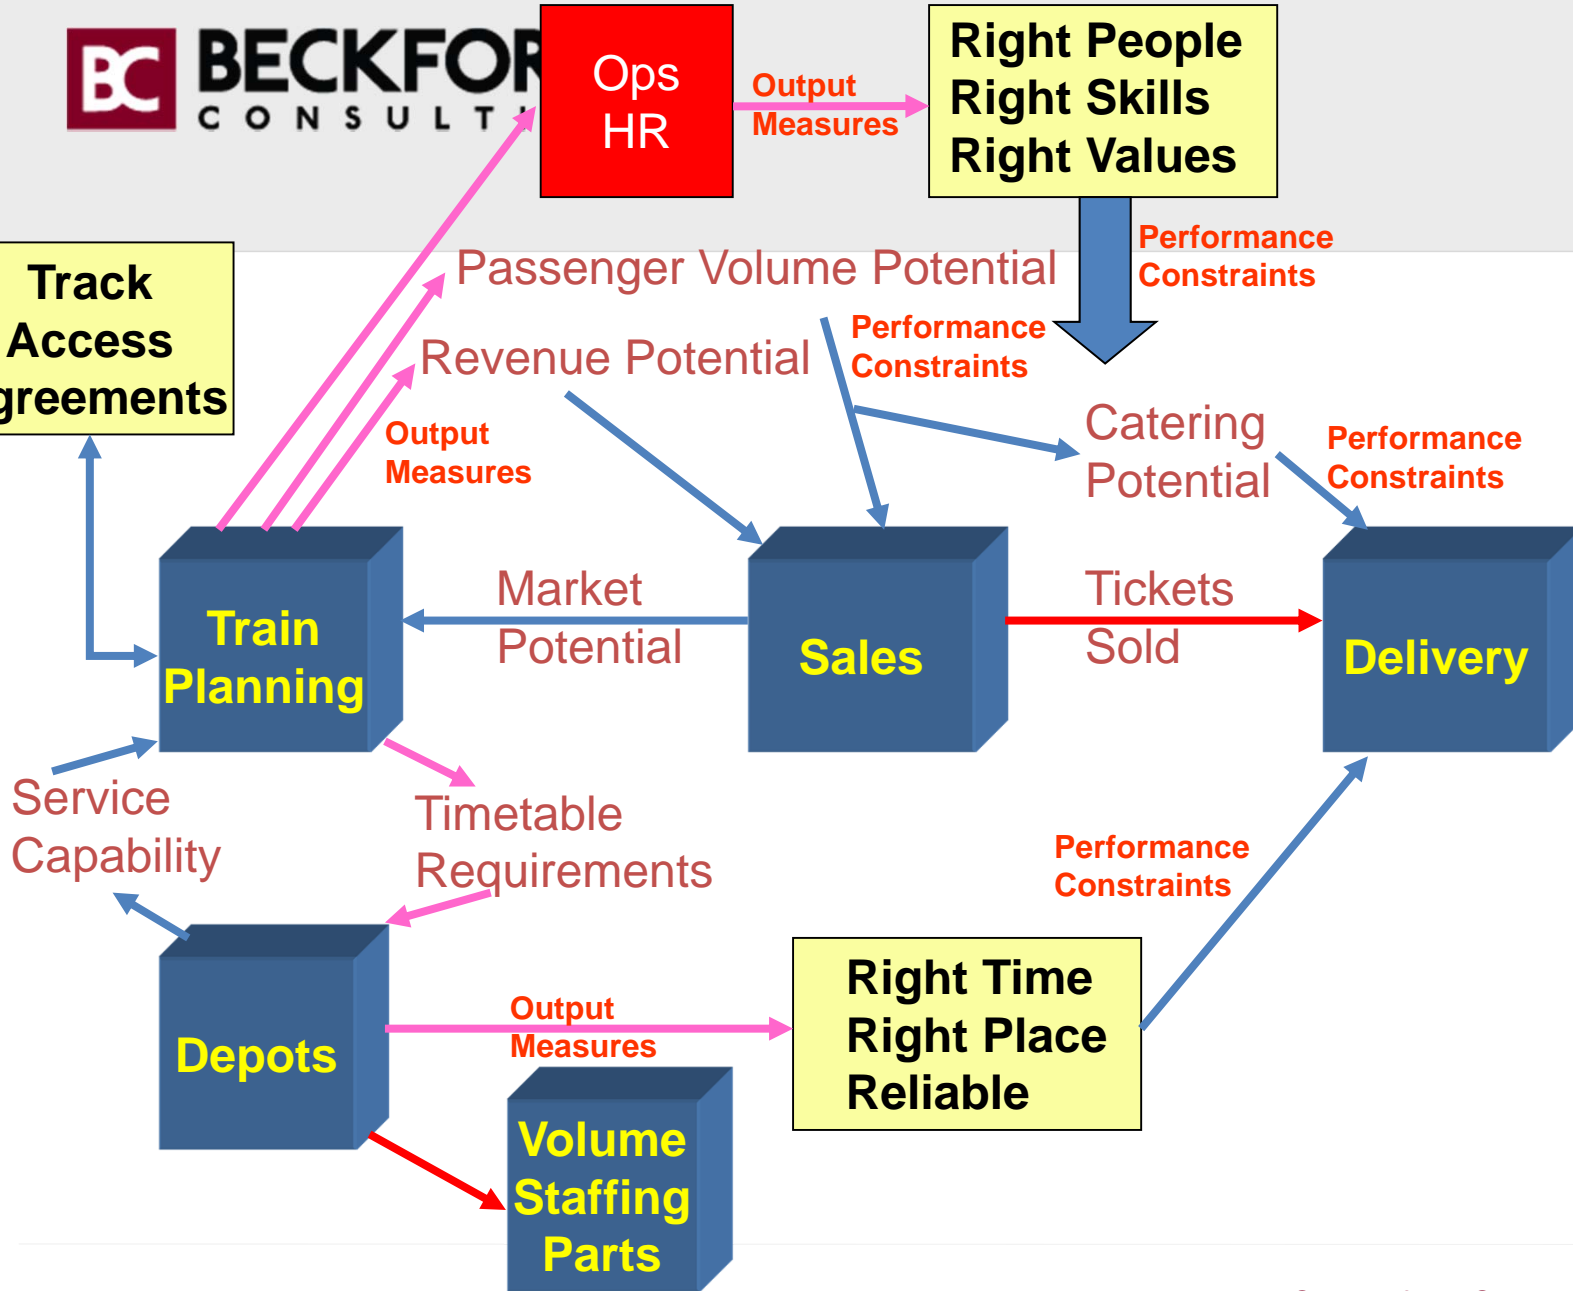 BC BECKFOR
CONSULT
Ops
HR
Output
Measures
Right People
Right Skills
Right Values
Performance
Constraints
Track
Access
greements
Passenger Volume Potential
Revenue Potential
Performance
Constraints
Output
Measures
Catering
Potential
Performance
Constraints
Train
Planning
Market
Potential
Sales
Tickets
Sold
Delivery
Service
Capability
Timetable
Requirements
Performance
Constraints
Depots
Output
Measures
Right Time
Right Place
Reliable
Volume
Staffing
Parts